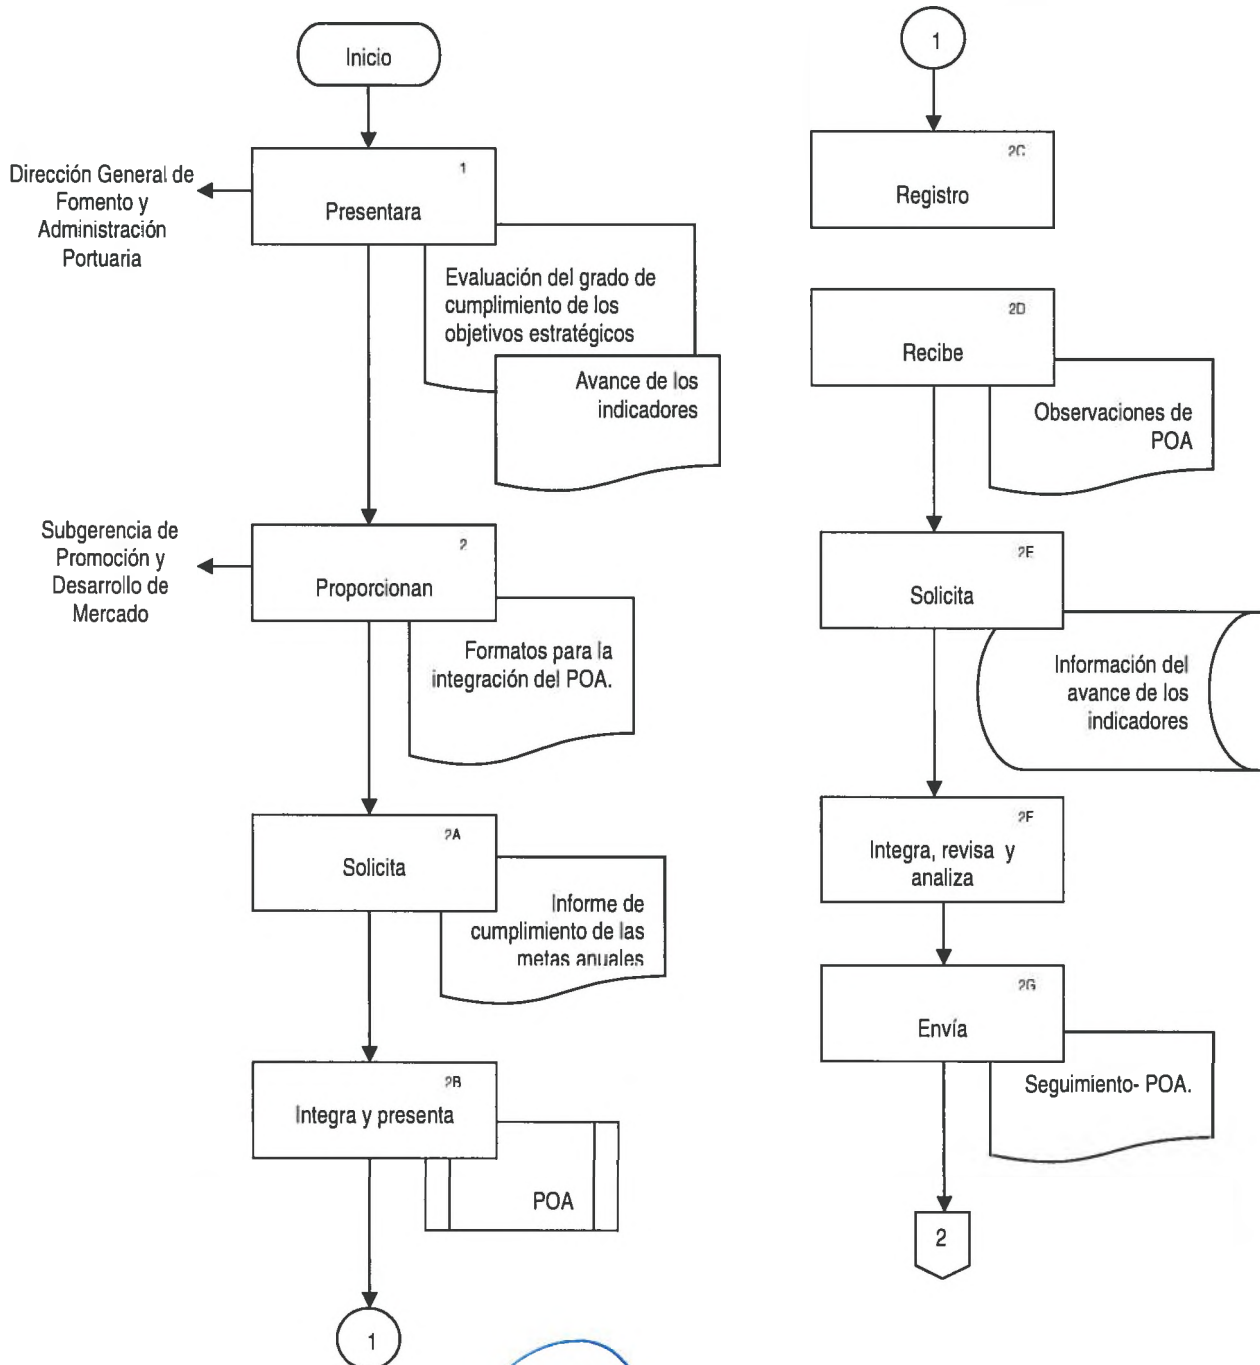 Inicio
1
Presentara
Dirección General de
Fomento y
Administración
Portuaria
Evaluación del grado de
cumplimiento de los
objetivos estratégicos
Avance de los
indicadores
2
Proporcionan
Subgerencia de
Promoción y
Desarrollo de
Mercado
Formatos para la
integración del POA.
2A
Solicita
Informe de
cumplimiento de las
metas anuales
2B
Integra y presenta
POA
1
1
2C
Registro
2D
Recibe
Observaciones de
POA
2E
Solicita
Información del
avance de los
indicadores
2F
Integra, revisa y
analiza
2G
Envía
Seguimiento- POA.
2